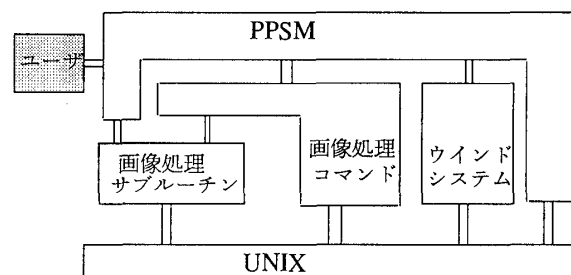 PPSM
ユーザ
画像処理
サブルーチン
画像処理
コマンド
ウインド
システム
UNIX